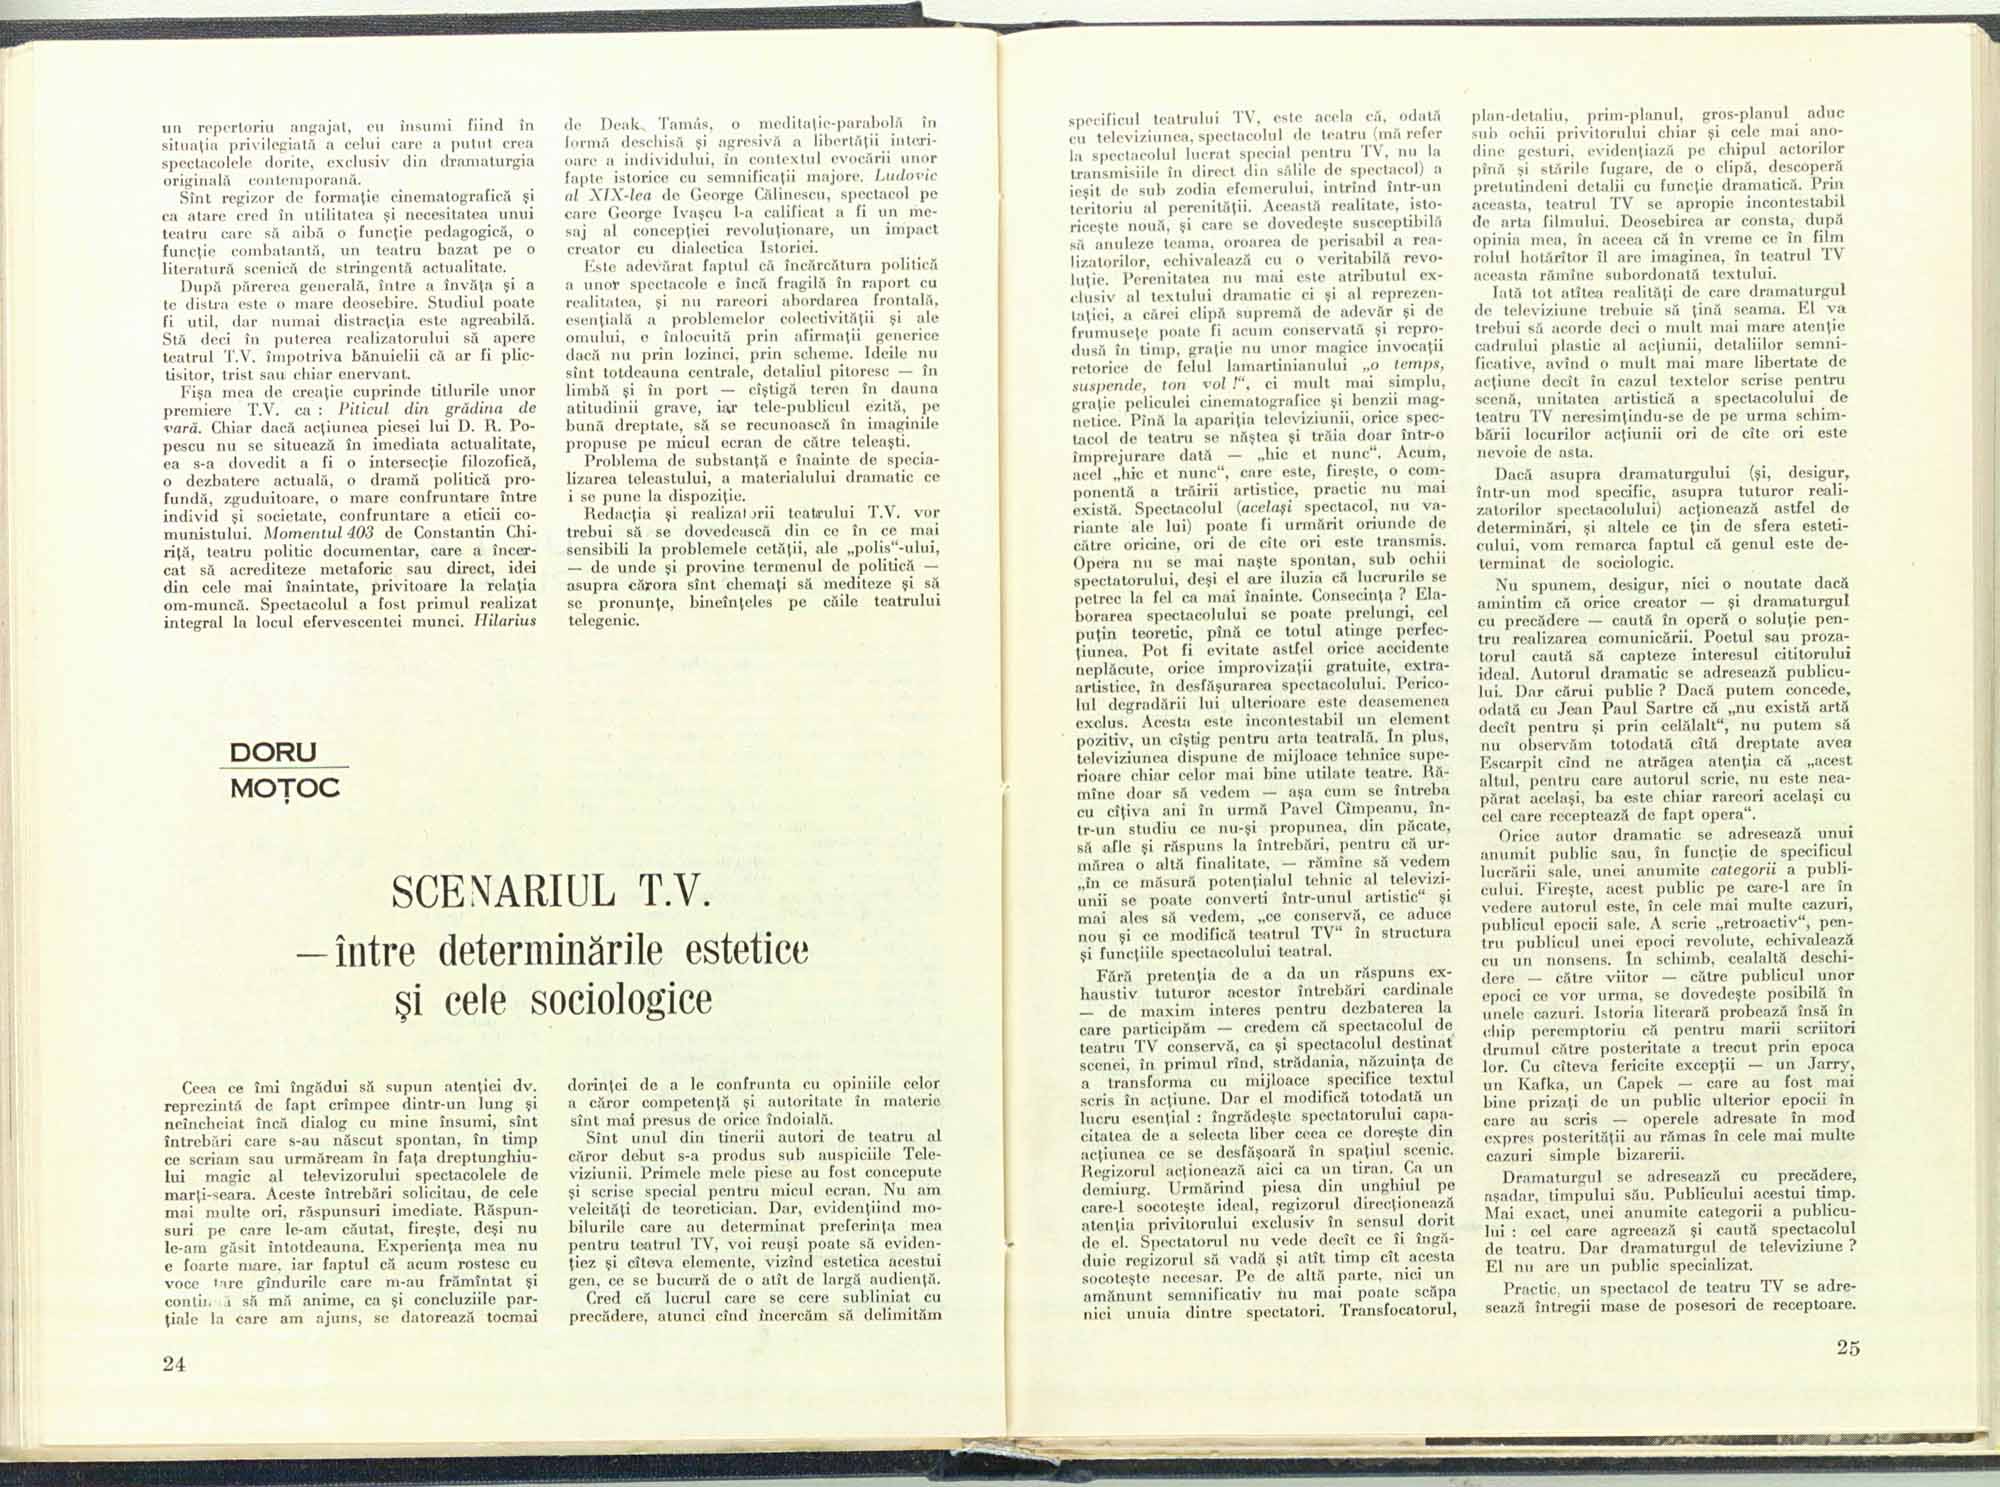 un repertoriu angajat, eu însumi fiind în
situația privilegiată a celui care a putut crea
spectacolele dorite, exclusiv din dramaturgia
originală contemporană.
Sînt regizor de formație cinematografică și
ca atare cred în utilitatea și necesitatea unui
teatru care să aibă o funcție pedagogică, o
funcție combatantă, un teatru bazat pe o
literatură scenică de stringentă actualitate.
După părerea generală, între a învăța și a
te distra este o mare deosebire. Studiul poate
fi util, dar numai distracția este agreabilă.
Stă deci în puterea realizatorului să apere
teatrul T.V. împotriva bănuielii că ar fi plic-
tisitor, trist sau chiar enervant.
Fișa mea de creație cuprinde titlurile unor
premiere T.V. ca : Piticul din grădina de
vară. Chiar dacă acțiunea piesei lui D. R. Po-
pescu nu se situează în imediata actualitate,
ea s-a dovedit a fi o intersecție filozofică,
o dezbatere actuală, o dramă politică pro-
fundă, zguduitoare, o mare confruntare între
individ și societate, confruntare a eticii co-
munistului. Momentul 403 de Constantin Chi-
riță, teatru politic documentar, care a încer-
cat să acrediteze metaforic sau direct, idei
din cele mai înaintate, privitoare la relația
om-muncă. Spectacolul a fost primul realizat
integral la locul efervescentei munci. Hilarius
de Deak Tamás, o meditație-parabolă în
formă deschisă și agresivă a libertății interi-
oare a individului, în contextul evocării unor
fapte istorice cu semnificații majore. Ludovic
al XIX-lea de George Călinescu, spectacol pe
care George Ivașcu l-a calificat a fi un me-
saj al concepției revoluționare, un impact
creator cu dialectica Istoriei.
Este adevărat faptul că încărcătura politică
a unor spectacole e încă fragilă în raport cu
realitatea, și nu rareori abordarea frontală,
esențială a problemelor colectivității și ale
omului, e înlocuită prin afirmații generice
dacă nu prin lozinci, prin scheme. Ideile nu
sînt totdeauna centrale, detaliul pitoresc — în
limbă și în port — cîștigă teren în dauna
atitudinii grave, iar tele-publicul ezită, pe
bună dreptate, să se recunoască în imaginile
propuse pe micul ecran de către teleaști.
Problema de substanță e înainte de specia-
lizarea teleastului, a materialului dramatic ce
i se pune la dispoziție.
Redacția și realizatorii teatrului T.V. vor
trebui să se dovedească din ce în ce mai
sensibili la problemele cetății, ale „polis“-ului,
— de unde și provine termenul de politică —
asupra cărora sînt chemați să mediteze și să
se pronunțe, bineînțeles pe căile teatrului
telegenic.
DORU
MOȚOC
SCENARIUL T.V.
— între determinările estetice
și cele sociologice
Ceea ce îmi îngădui să supun atenției dv.
reprezintă de fapt crîmpee dintr-un lung și
neîncheiat încă dialog cu mine însumi, sînt
întrebări care s-au născut spontan, în timp
ce scriam sau urmăream în fața dreptunghiu-
lui magic al televizorului spectacolele de
marți-seara. Aceste întrebări solicitau, de cele
mai multe ori, răspunsuri imediate. Răspun-
suri pe care le-am căutat, firește, deși nu
le-am găsit întotdeauna. Experiența mea nu
e foarte mare, iar faptul că acum rostesc cu
voce tare gîndurile care m-au frămîntat și
continuă să mă anime, ca și concluziile par-
țiale la care am ajuns, se datorează tocmai
dorinței de a le confrunta cu opiniile celor
a căror competență și autoritate în materie
sînt mai presus de orice îndoială.
Sînt unul din tinerii autori de teatru al
căror debut s-a produs sub auspiciile Tele-
viziunii. Primele mele piese au fost concepute
și scrise special pentru micul ecran. Nu am
veleități de teoretician. Dar, evidențiind mo-
bilurile care au determinat preferința mea
pentru teatrul TV, voi reuși poate să eviden-
țiez și cîteva elemente, vizînd estetica acestui
gen, ce se bucură de o atît de largă audiență.
Cred că lucrul care se cere subliniat cu
precădere, atunci cînd încercăm să delimităm
24
specificul teatrului TV, este acela că, odată
cu televiziunea, spectacolul de teatru (mă refer
la spectacolul lucrat special pentru TV, nu la
transmisiile în direct din sălile de spectacol) a
ieșit de sub zodia efemerului, intrînd într-un
teritoriu al perenității. Această realitate, isto-
ricește nouă, și care se dovedește susceptibilă
să anuleze teama, oroarea de perisabil a rea-
lizatorilor, echivalează cu o veritabilă revo-
luție. Perenitatea nu mai este atributul ex-
clusiv al textului dramatic ci și al reprezen-
tației, a cărei clipă supremă de adevăr și de
frumusețe poate fi acum conservată și repro-
dusă în timp, grație nu unor magice invocații
retorice de felul lamartinianului „o temps,
suspende, ton vol !“, ci mult mai simplu,
grație peliculei cinematografice și benzii mag-
netice. Pînă la apariția televiziunii, orice spec-
tacol de teatru se năștea și trăia doar într-o
împrejurare dată — „hic et nunc“. Acum,
acel „hic et nunc“, care este, firește, o com-
ponentă a trăirii artistice, practic nu mai
există. Spectacolul (același spectacol, nu va-
riante ale lui) poate fi urmărit oriunde de
către oricine, ori de cîte ori este transmis.
Opera nu se mai naște spontan, sub ochii
spectatorului, deși el are iluzia că lucrurile se
petrec la fel ca mai înainte. Consecința ? Ela-
borarea spectacolului se poate prelungi, cel
puțin teoretic, pînă ce totul atinge perfec-
țiunea. Pot fi evitate astfel orice accidente
neplăcute, orice improvizații gratuite, extra-
artistice, în desfășurarea spectacolului. Perico-
lul degradării lui ulterioare este deasemenea
exclus. Acesta este incontestabil un element
pozitiv, un cîștig pentru arta teatrală. În plus,
televiziunea dispune de mijloace tehnice supe-
rioare chiar celor mai bine utilate teatre. Ră-
mîne doar să vedem — așa cum se întreba
cu cîțiva ani în urmă Pavel Cîmpeanu, în-
tr-un studiu ce nu-și propunea, din păcate,
să afle și răspuns la întrebări, pentru că ur-
mărea o altă finalitate, — rămîne să vedem
„în ce măsură potențialul tehnic al televizi-
unii se poate converti într-unul artistic“ și
mai ales să vedem, „ce conservă, ce aduce
nou și ce modifică teatrul TV“ în structura
și funcțiile spectacolului teatral.
Fără pretenția de a da un răspuns ex-
haustiv tuturor acestor întrebări cardinale
— de maxim interes pentru dezbaterea la
care participăm — credem că spectacolul de
teatru TV conservă, ca și spectacolul destinat
scenei, în primul rînd, strădania, năzuința de
a transforma cu mijloace specifice textul
scris în acțiune. Dar el modifică totodată un
lucru esențial : îngrădește spectatorului capa-
citatea de a selecta liber ceea ce dorește din
acțiunea ce se desfășoară în spațiul scenic.
Regizorul acționează aici ca un tiran. Ca un
demiurg. Urmărind piesa din unghiul pe
care-l socotește ideal, regizorul direcționează
atenția privitorului exclusiv în sensul dorit
de el. Spectatorul nu vede decît ce îi îngă-
duie regizorul să vadă și atît timp cît acesta
socotește necesar. Pe de altă parte, nici un
amănunt semnificativ nu mai poate scăpa
nici unuia dintre spectatori. Transfocatorul,
plan-detaliu, prim-planul, gros-planul aduc
sub ochii privitorului chiar și cele mai ano-
dine gesturi, evidențiază pe chipul actorilor
pînă și stările fugare, de o clipă, descoperă
pretutindeni detalii cu funcție dramatică. Prin
aceasta, teatrul TV se apropie incontestabil
de arta filmului. Deosebirea ar consta, după
opinia mea, în aceea că în vreme ce în film
rolul hotărîtor îl are imaginea, în teatrul TV
aceasta rămîne subordonată textului.
Iată tot atîtea realități de care dramaturgul
de televiziune trebuie să țină seama. El va
trebui să acorde deci o mult mai mare atenție
cadrului plastic al acțiunii, detaliilor semni-
ficative, avînd o mult mai mare libertate de
acțiune decît în cazul textelor scrise pentru
scenă, unitatea artistică a spectacolului de
teatru TV neresimțindu-se de pe urma schim-
bării locurilor acțiunii ori de cîte ori este
nevoie de asta.
Dacă asupra dramaturgului (și, desigur,
într-un mod specific, asupra tuturor reali-
zatorilor spectacolului) acționează astfel de
determinări, și altele ce țin de sfera esteti-
cului, vom remarca faptul că genul este de-
terminat de sociologic.
Nu spunem, desigur, nici o noutate dacă
amintim că orice creator — și dramaturgul
cu precădere — caută în operă o soluție pen-
tru realizarea comunicării. Poetul sau proza-
torul caută să capteze interesul cititorului
ideal. Autorul dramatic se adresează publicu-
lui. Dar cărui public ? Dacă putem concede,
odată cu Jean Paul Sartre că „nu există artă
decît pentru și prin celălalt“, nu putem să
nu observăm totodată cîtă dreptate avea
Escarpit cînd ne atrăgea atenția că „acest
altul, pentru care autorul scrie, nu este nea-
părat același, ba este chiar rareori același cu
cel care receptează de fapt opera“.
Orice autor dramatic se adresează unui
anumit public sau, în funcție de specificul
lucrării sale, unei anumite categorii a publi-
cului. Firește, acest public pe care-l are în
vedere autorul este, în cele mai multe cazuri,
publicul epocii sale. A scrie „retroactiv“, pen-
tru publicul unei epoci revolute, echivalează
cu un nonsens. În schimb, cealaltă deschi-
dere — către viitor — către publicul unor
epoci ce vor urma, se dovedește posibilă în
unele cazuri. Istoria literară probează însă în
chip peremptoriu că pentru marii scriitori
drumul către posteritate a trecut prin epoca
lor. Cu cîteva fericite excepții — un Jarry,
un Kafka, un Capek — care au fost mai
bine prizați de un public ulterior epocii în
care au scris — operele adresate în mod
expres posterității au rămas în cele mai multe
cazuri simple bizarerii.
Dramaturgul se adresează cu precădere,
așadar, timpului său. Publicului acestui timp.
Mai exact, unei anumite categorii a publicu-
lui : cel care agreează și caută spectacolul
de teatru. Dar dramaturgul de televiziune ?
El nu are un public specializat.
Practic, un spectacol de teatru TV se adre-
sează întregii mase de posesori de receptoare.
25